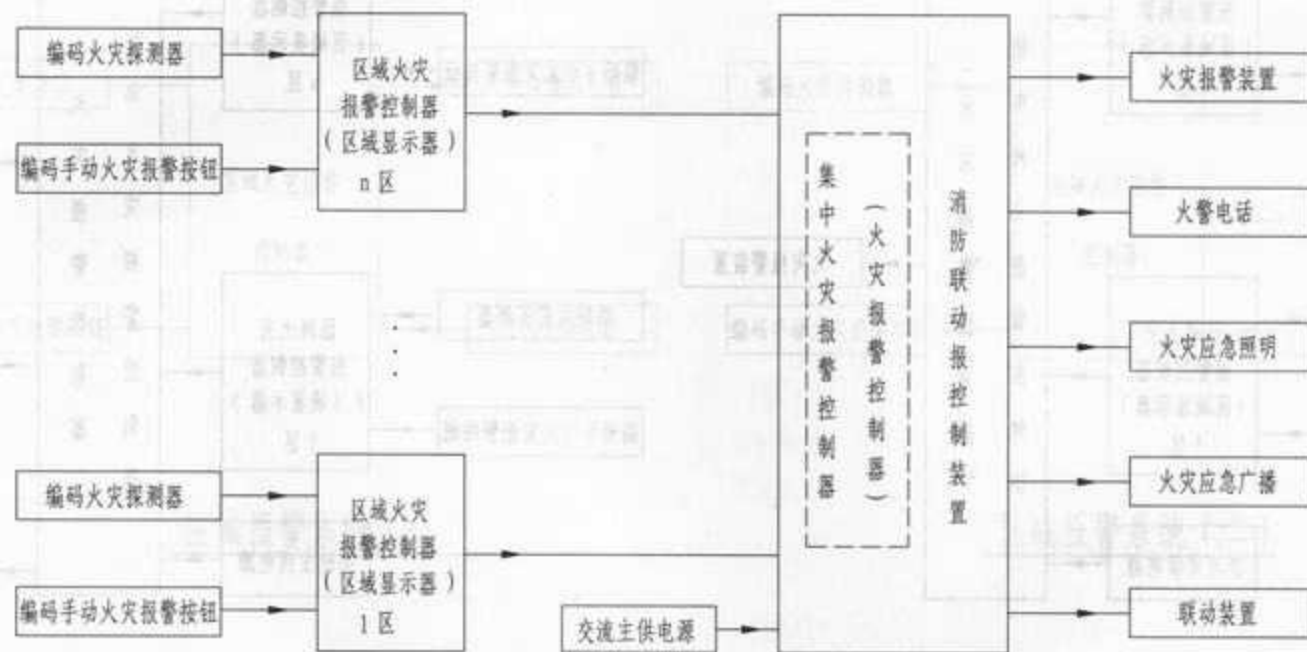 编码火灾探测器
编码手动火灾报警按钮
区域火灾
报警控制器
（区域显示器）
n区
编码火灾探测器
编码手动火灾报警按钮
区域火灾
报警控制器
（区域显示器）
1区
交流主供电源
集中火灾报警控制器
（火灾报警控制器）
消防联动报控制装置
火灾报警装置
火警电话
火灾应急照明
火灾应急广播
联动装置